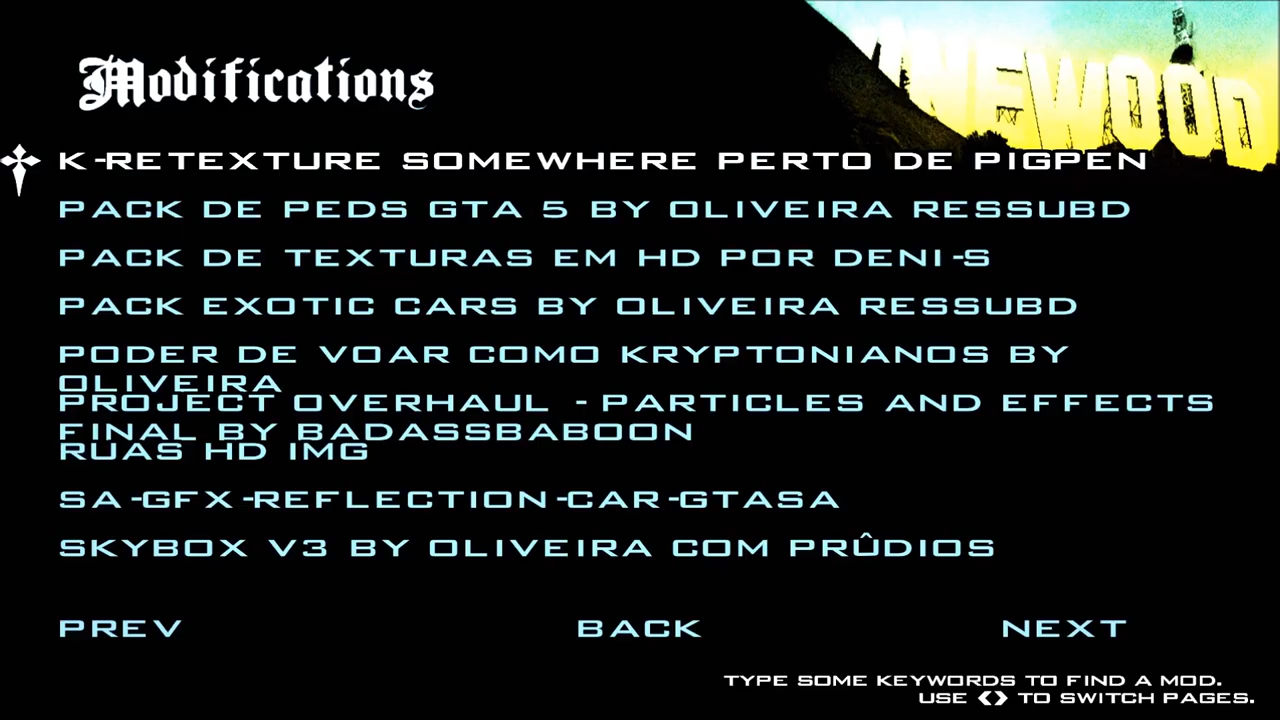 INEWOOD
Modifications
K-RETEXTURE SOMEWHERE PERTO DE PIGPEN
PACK DE PEDS GTA 5 BY OLIVEIRA RESSUBD
PACK DE TEXTURAS EM HD POR DENI-S
PACK EXOTIC CARS BY OLIVEIRA RESSUBD
PODER DE VOAR COMO KRYPTONIANOS BY
OLIVEIRA
PROJECT OVERHAUL - PARTICLES AND EFFECTS
FINAL BY BADASSBABOON
RUAS HD IMG
SA-GFX-REFLECTION-CAR-GTASA
SKYBOX V3 BY OLIVEIRA COM PRÛDIOS
PREV BACK NEXT
TYPE SOME KEYWORDS TO FIND A MOD.
USE <> TO SWITCH PAGES.